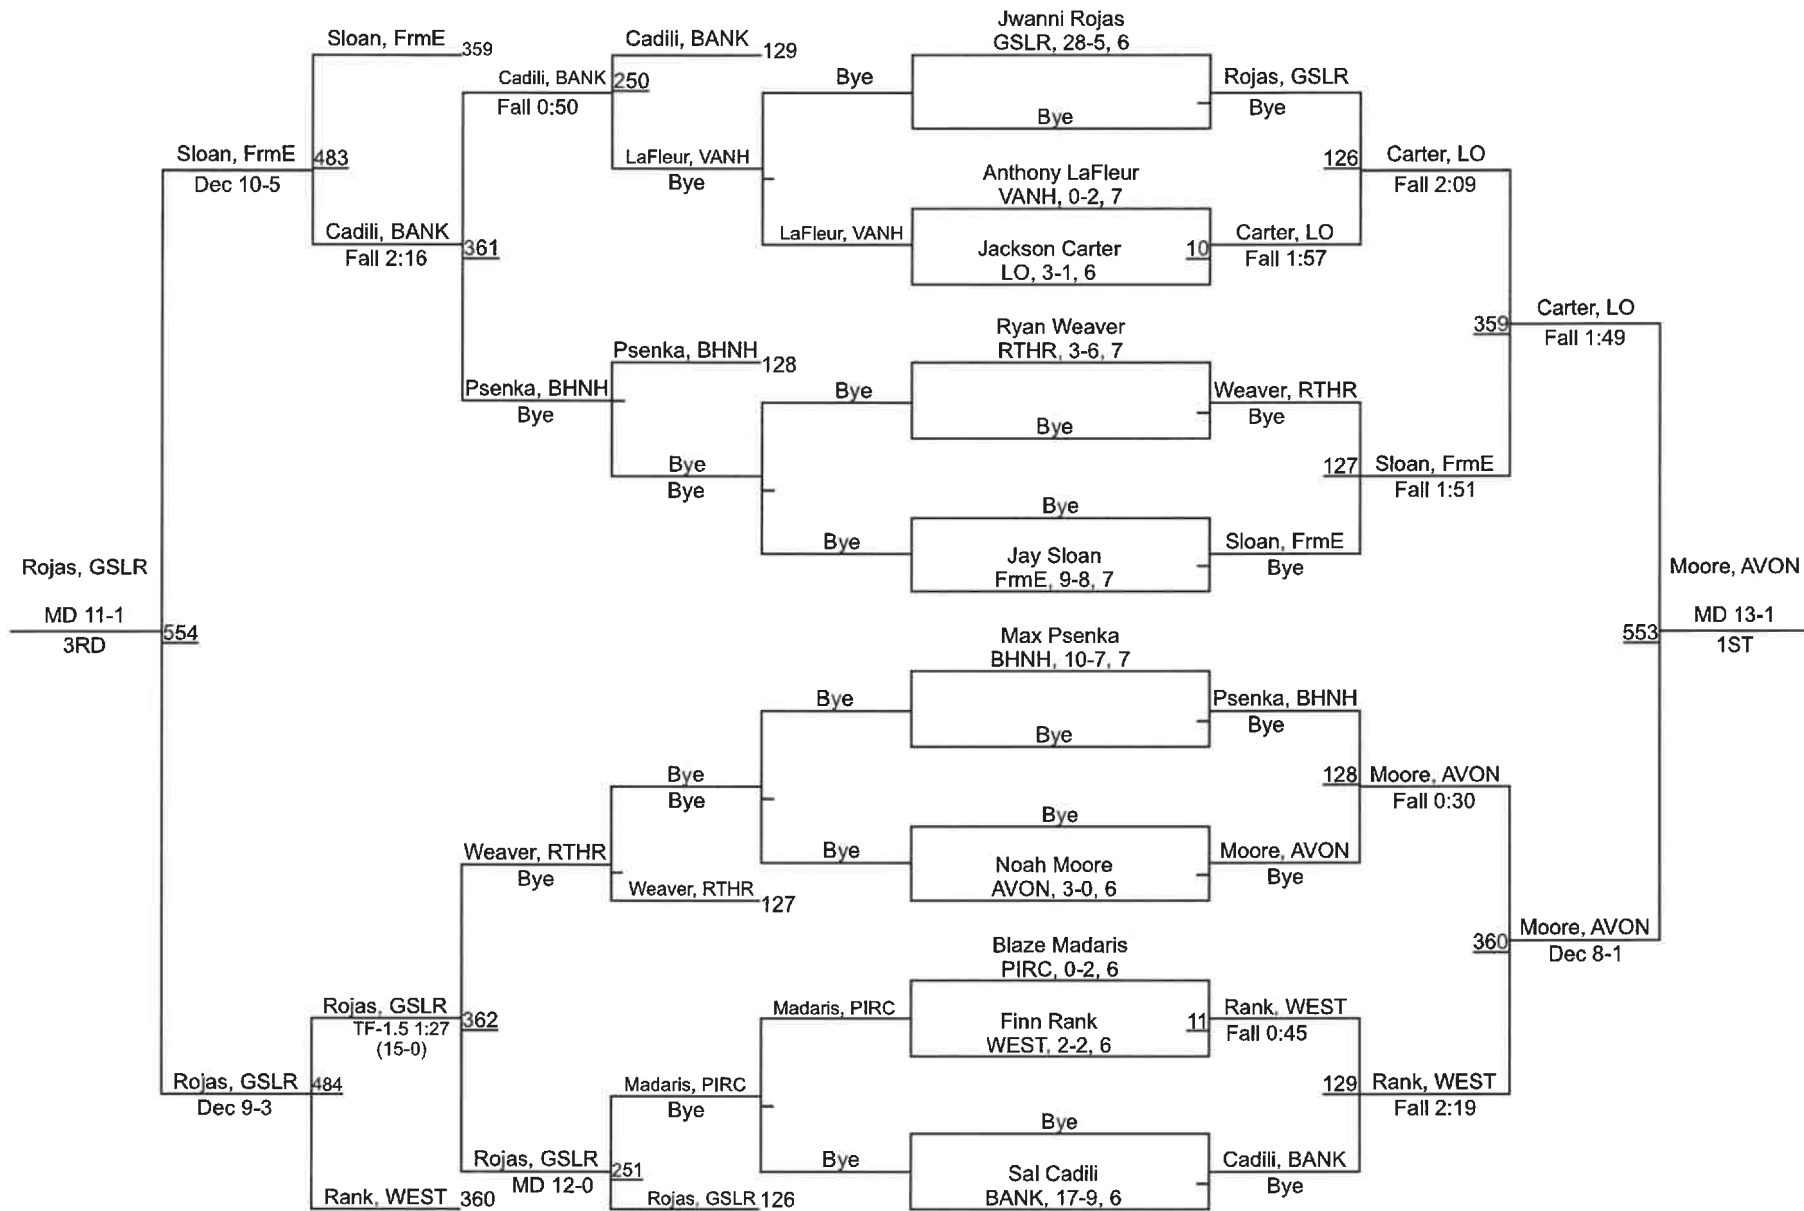 Jwanni Rojas
GSLR, 28-5, 6
Sloan, FrmE
359
Cadili, BANK
129
Cadili, BANK
250
Fall 0:50
Bye
Bye
Rojas, GSLR
Bye
Sloan, FrmE
483
Dec 10-5
LaFleur, VANH
Bye
Anthony LaFleur
VANH, 0-2, 7
126
Carter, LO
Fall 2:09
Cadili, BANK
Fall 2:16
361
LaFleur, VANH
Jackson Carter
LO, 3-1, 6
10
Carter, LO
Fall 1:57
Carter, LO
359
Fall 1:49
Psenka, BHNH
128
Ryan Weaver
RTHR, 3-6, 7
Psenka, BHNH
Bye
Bye
Bye
Weaver, RTHR
Bye
Bye
Bye
127
Sloan, FrmE
Fall 1:51
Bye
Bye
Jay Sloan
FrmE, 9-8, 7
Sloan, FrmE
Bye
Rojas, GSLR
MD 11-1
3RD
554
Moore, AVON
MD 13-1
1ST
553
Max Psenka
BHNH, 10-7, 7
Bye
Bye
Psenka, BHNH
Bye
Bye
Bye
128
Moore, AVON
Fall 0:30
Weaver, RTHR
Bye
Bye
Bye
Noah Moore
AVON, 3-0, 6
Moore, AVON
Bye
Weaver, RTHR
127
360
Moore, AVON
Dec 8-1
Blaze Madaris
PIRC, 0-2, 6
Rojas, GSLR
TF-1.5 1:27
(15-0)
362
Madaris, PIRC
Finn Rank
WEST, 2-2, 6
11
Rank, WEST
Fall 0:45
Rojas, GSLR
484
Dec 9-3
Madaris, PIRC
Bye
129
Rank, WEST
Fall 2:19
Rojas, GSLR
MD 12-0
251
Bye
Bye
Sal Cadili
BANK, 17-9, 6
Cadili, BANK
Bye
Rank, WEST
360
Rojas, GSLR
126